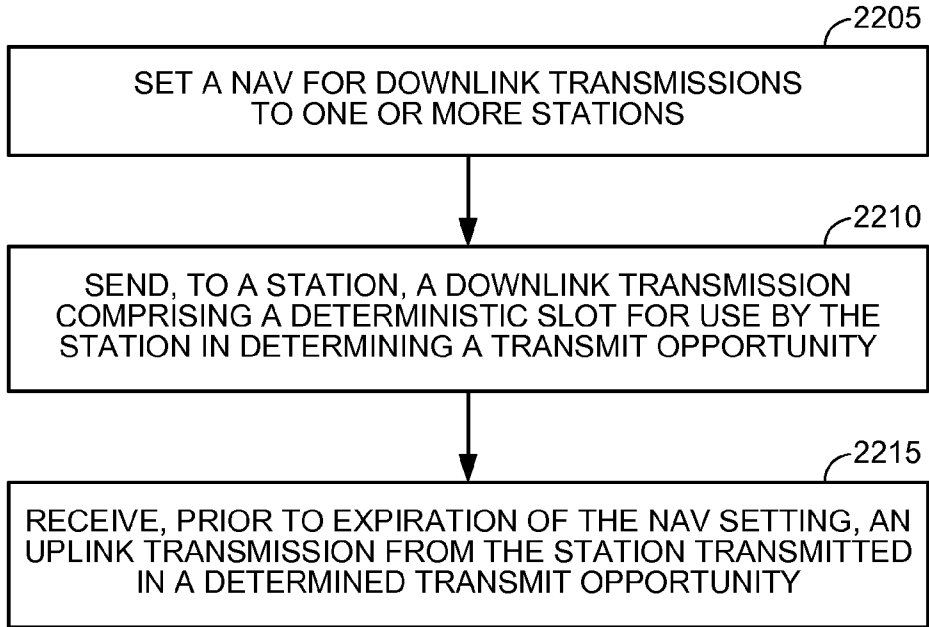 2205
SET A NAV FOR DOWNLINK TRANSMISSIONS
TO ONE OR MORE STATIONS
2210
SEND, TO A STATION, A DOWNLINK TRANSMISSION
COMPRISING A DETERMINISTIC SLOT FOR USE BY THE
STATION IN DETERMINING A TRANSMIT OPPORTUNITY
2215
RECEIVE, PRIOR TO EXPIRATION OF THE NAV SETTING, AN
UPLINK TRANSMISSION FROM THE STATION TRANSMITTED
IN A DETERMINED TRANSMIT OPPORTUNITY